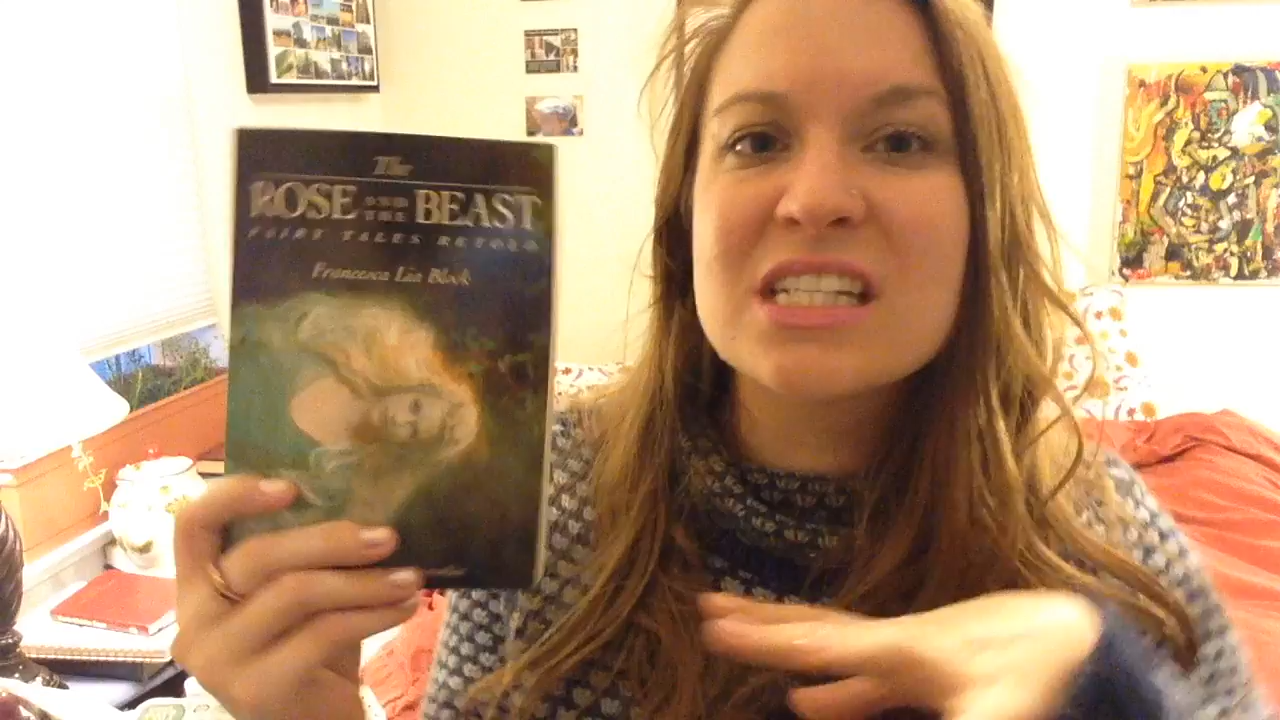 The
ROSE AND THE BEAST
FAIRY TALES RETOLD
Francesca Lia Block